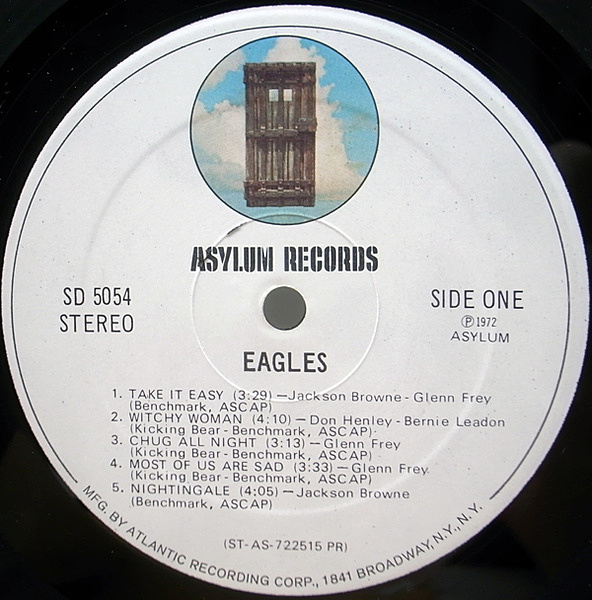 ASYLUM RECORDS
SD 5054
STEREO
SIDE ONE
℗ 1972
ASYLUM
EAGLES
1. TAKE IT EASY (3:29) —Jackson Browne - Glenn Frey
(Benchmark, ASCAP)
2. WITCHY WOMAN (4:10) — Don Henley - Bernie Leadon
(Kicking Bear - Benchmark, ASCAP)
3. CHUG ALL NIGHT (3:13) —Glenn Frey
(Kicking Bear - Benchmark, ASCAP)
4. MOST OF US ARE SAD (3:33) —Glenn Frey
(Kicking Bear - Benchmark, ASCAP)
5. NIGHTINGALE (4:05) —Jackson Browne
(Benchmark, ASCAP)
(ST-AS-722515 PR)
MFG. BY ATLANTIC RECORDING CORP., 1841 BROADWAY, N.Y., N.Y.